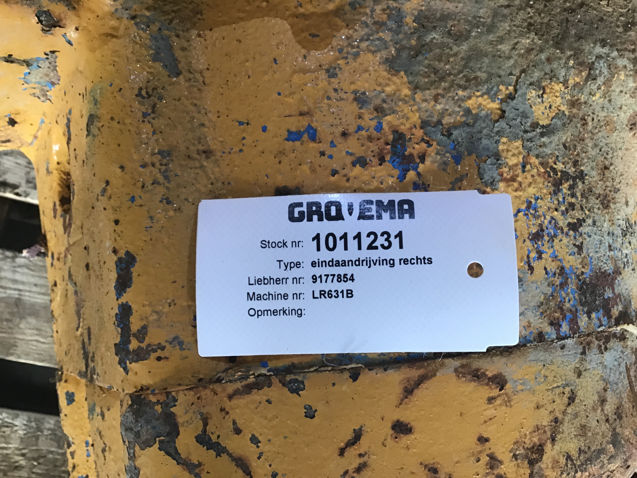 GROVEMA
Stock nr: 1011231
Type: eindaandrijving rechts
Liebherr nr: 9177854
Machine nr: LR631B
Opmerking: